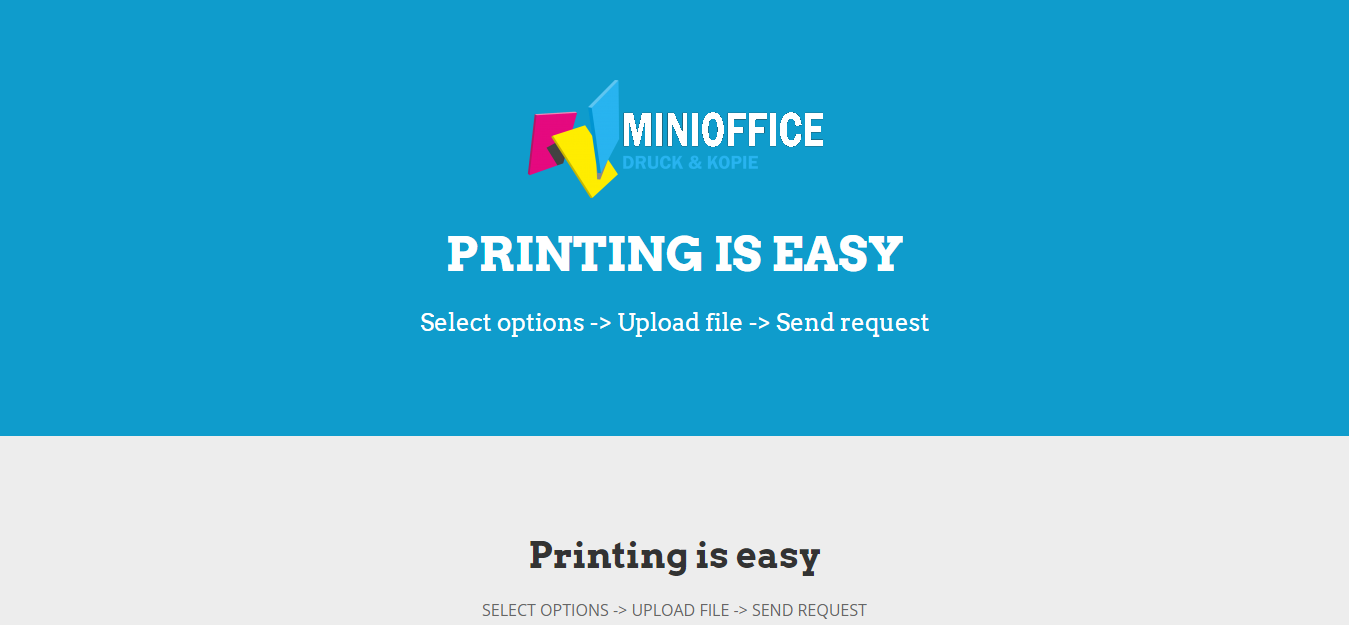 MINIOFFICE
DRUCK & KOPIE
PRINTING IS EASY
Select options -> Upload file -> Send request
Printing is easy
SELECT OPTIONS -> UPLOAD FILE -> SEND REQUEST